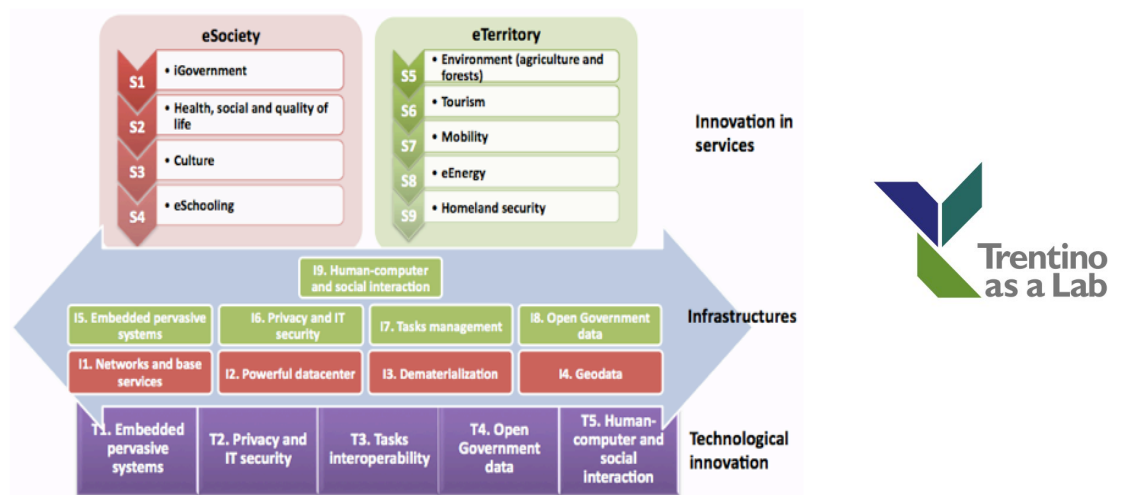 eSociety
S1
• iGovernment
S2
• Health, social and quality of
life
S3
• Culture
S4
• eSchooling
eTerritory
S5
• Environment (agriculture and
forests)
S6
• Tourism
S7
• Mobility
S8
• eEnergy
S9
• Homeland security
Innovation in
services
I9. Human-computer
and social interaction
I5. Embedded pervasive
systems
I6. Privacy and IT
security
I7. Tasks management
I8. Open Government
data
Infrastructures
I1. Networks and base
services
I2. Powerful datacenter
I3. Dematerialization
I4. Geodata
T1. Embedded
pervasive
systems
T2. Privacy and
IT security
T3. Tasks
interoperability
T4. Open
Government
data
T5. Human-
computer and
social
interaction
Technological
innovation
Trentino
as a Lab